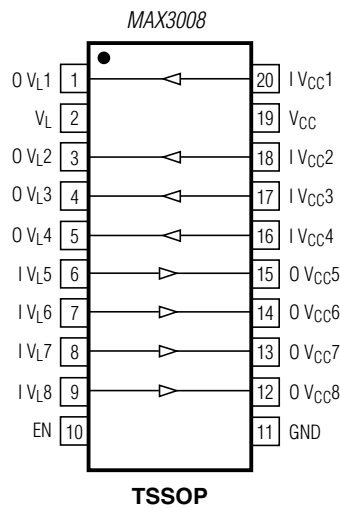 MAX3008
O VL1 1 20 I VCC1
VL 2 19 VCC
O VL2 3 18 I VCC2
O VL3 4 17 I VCC3
O VL4 5 16 I VCC4
I VL5 6 15 O VCC5
I VL6 7 14 O VCC6
I VL7 8 13 O VCC7
I VL8 9 12 O VCC8
EN 10 11 GND
TSSOP